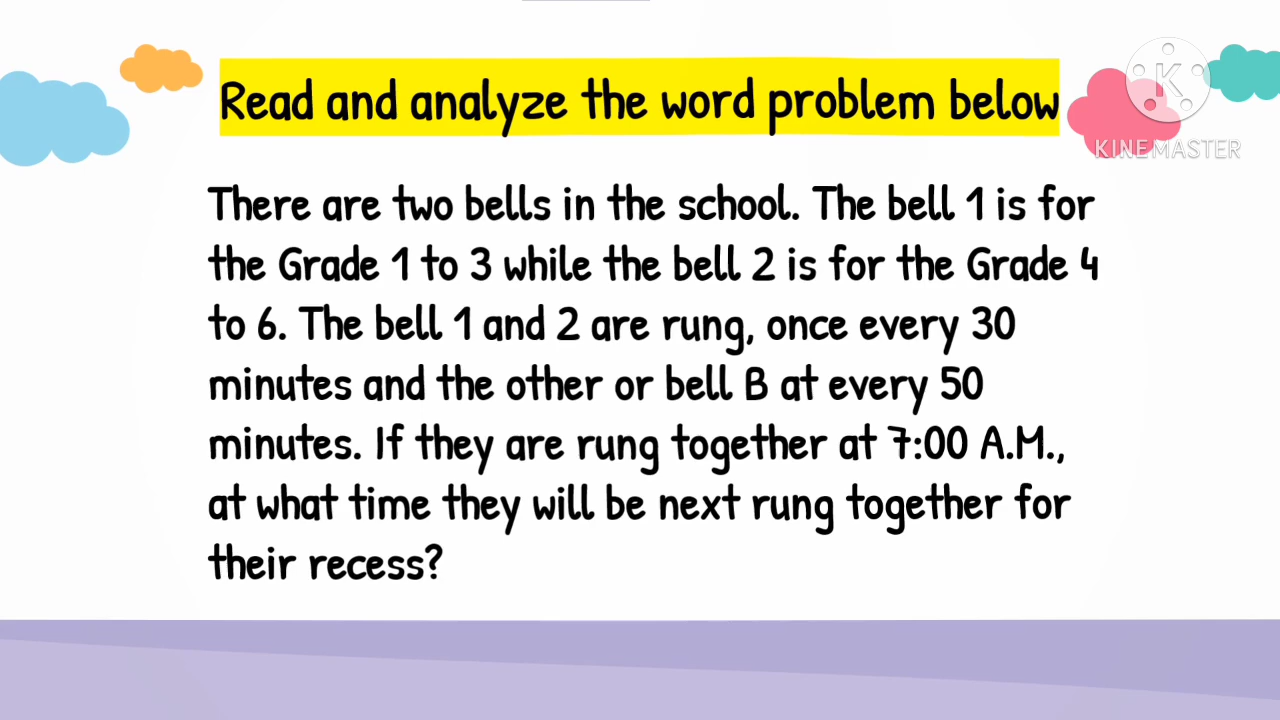 Read and analyze the word problem below
KINEMASTER
There are two bells in the school. The bell 1 is for
the Grade 1 to 3 while the bell 2 is for the Grade 4
to 6. The bell 1 and 2 are rung, once every 30
minutes and the other or bell B at every 50
minutes. If they are rung together at 7:00 A.M.,
at what time they will be next rung together for
their recess?